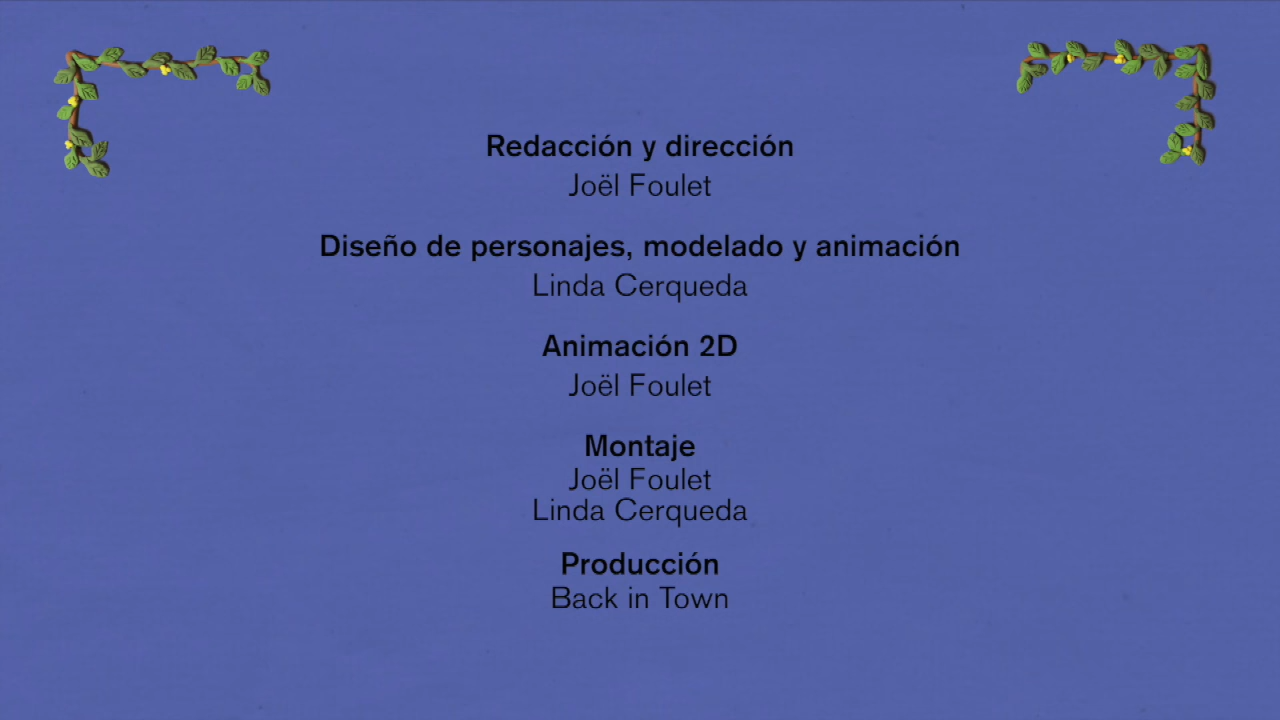 Redacción y dirección
Joël Foulet
Diseño de personajes, modelado y animación
Linda Cerqueda
Animación 2D
Joël Foulet
Montaje
Joël Foulet
Linda Cerqueda
Producción
Back in Town